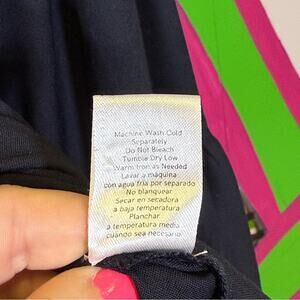 Machine Wash Cold
Separately
Do Not Bleach
Tumble Dry Low
Warm Iron as Needed
Lavar a máquina
con agua fria por separado
No blanquear
Secar en secadora
a baja temperatura
Planchar
a temperatura media
cuando sea necesario.